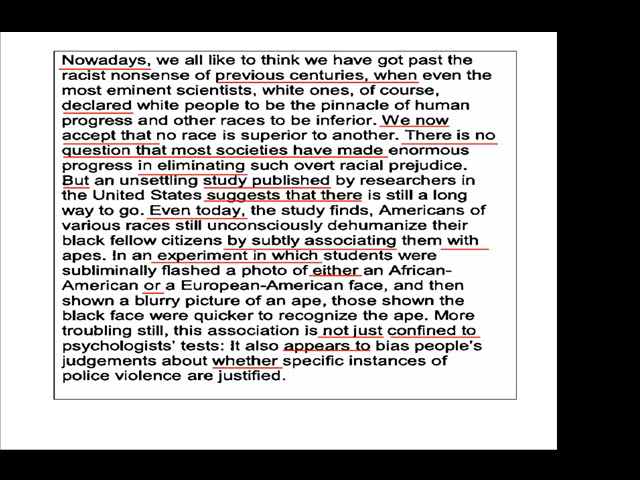 Nowadays, we all like to think we have got past the
racist nonsense of previous centuries, when even the
most eminent scientists, white ones, of course,
declared white people to be the pinnacle of human
progress and other races to be inferior. We now
accept that no race is superior to another. There is no
question that most societies have made enormous
progress in eliminating such overt racial prejudice.
But an unsettling study published by researchers in
the United States suggests that there is still a long
way to go. Even today, the study finds, Americans of
various races still unconsciously dehumanize their
black fellow citizens by subtly associating them with
apes. In an experiment in which students were
subliminally flashed a photo of either an African-
American or a European-American face, and then
shown a blurry picture of an ape, those shown the
black face were quicker to recognize the ape. More
troubling still, this association is not just confined to
psychologists' tests: It also appears to bias people's
judgements about whether specific instances of
police violence are justified.